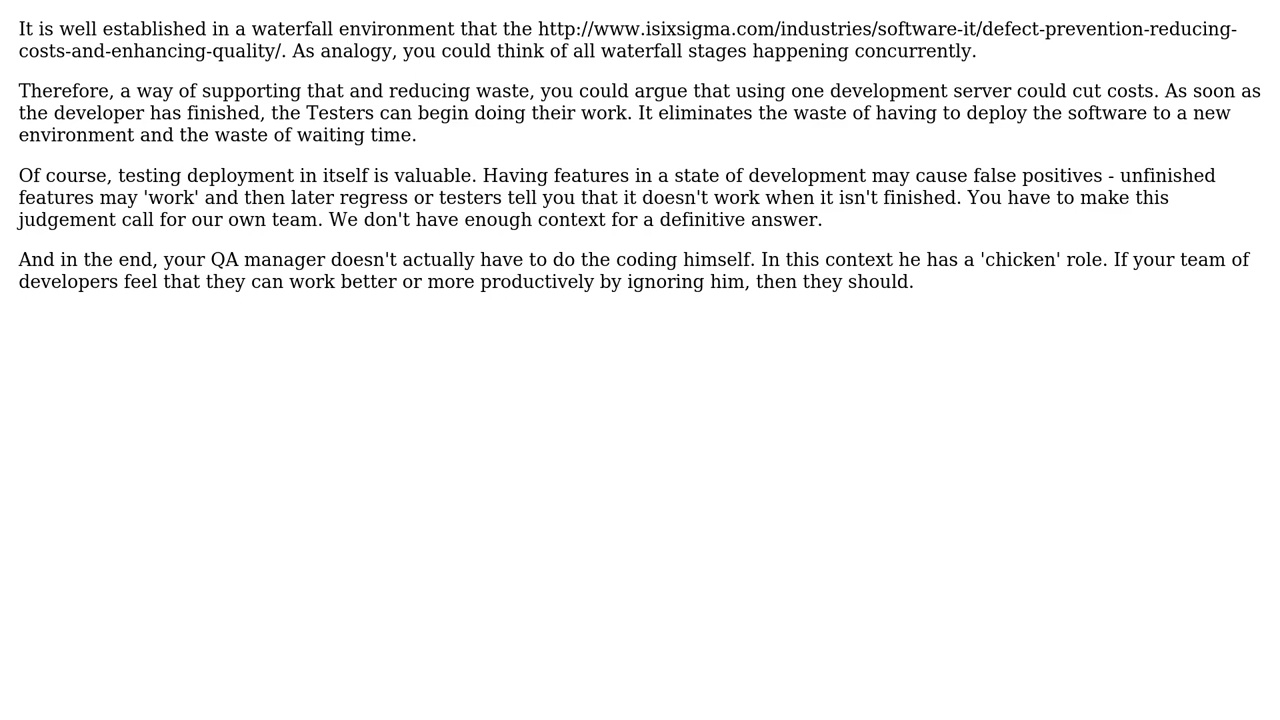 It is well established in a waterfall environment that the http://www.isixsigma.com/industries/software-it/defect-prevention-reducing-
costs-and-enhancing-quality/. As analogy, you could think of all waterfall stages happening concurrently.
Therefore, a way of supporting that and reducing waste, you could argue that using one development server could cut costs. As soon as
the developer has finished, the Testers can begin doing their work. It eliminates the waste of having to deploy the software to a new
environment and the waste of waiting time.
Of course, testing deployment in itself is valuable. Having features in a state of development may cause false positives - unfinished
features may 'work' and then later regress or testers tell you that it doesn't work when it isn't finished. You have to make this
judgement call for our own team. We don't have enough context for a definitive answer.
And in the end, your QA manager doesn't actually have to do the coding himself. In this context he has a 'chicken' role. If your team of
developers feel that they can work better or more productively by ignoring him, then they should.